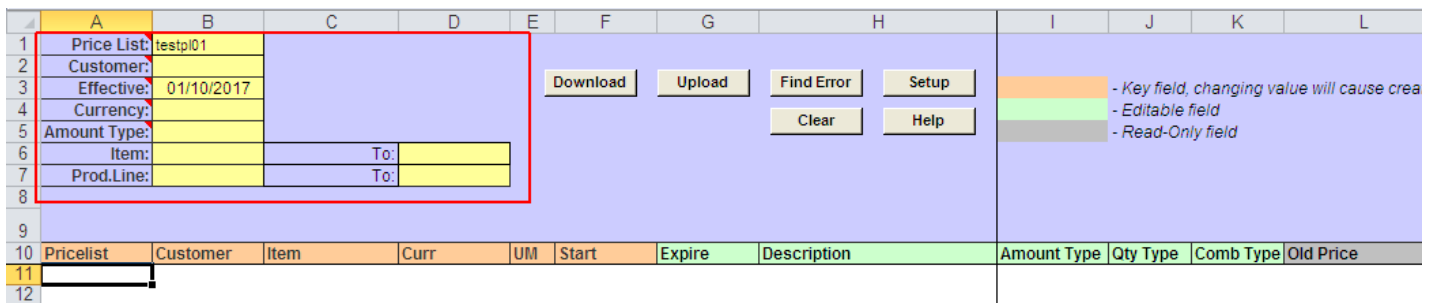 A B C D E F G H I J K L
1 Price List: testpl01
2 Customer:
3 Effective: 01/10/2017 Download Upload Find Error Setup - Key field, changing value will cause crea
4 Currency: - Editable field
5 Amount Type: Clear Help - Read-Only field
6 Item: To:
7 Prod.Line: To:
8
9
10 Pricelist Customer Item Curr UM Start Expire Description Amount Type Qty Type Comb Type Old Price
11
12